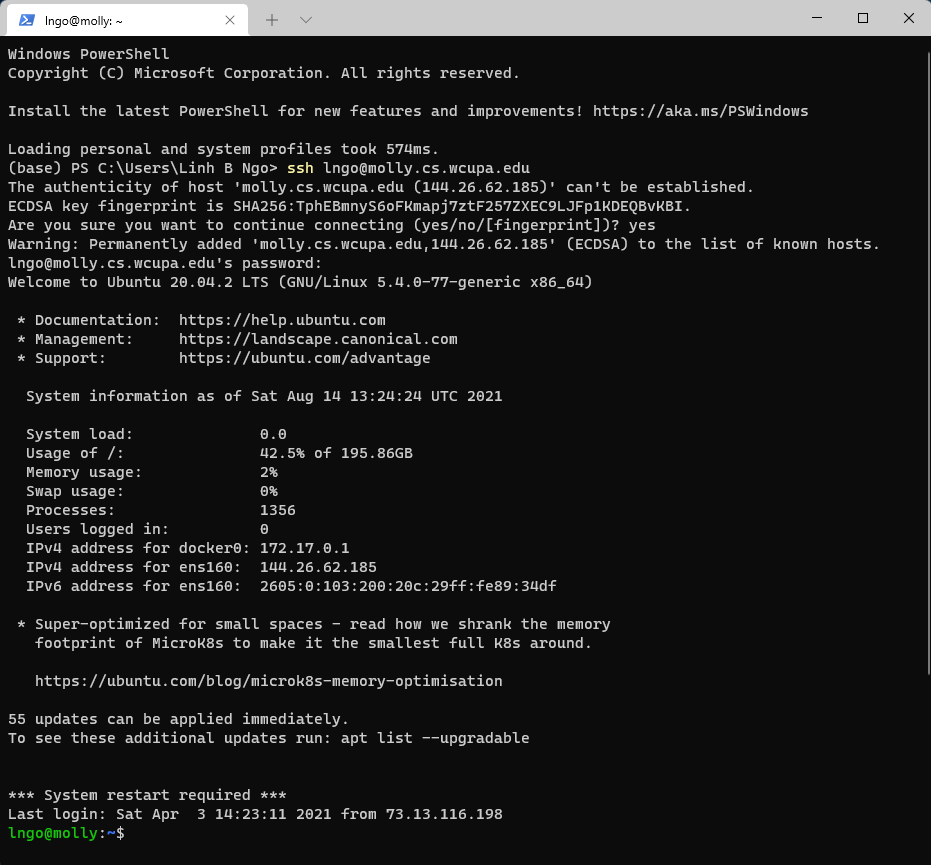 lngo@molly: ~
Windows PowerShell
Copyright (C) Microsoft Corporation. All rights reserved.
Install the latest PowerShell for new features and improvements! https://aka.ms/PSWindows
Loading personal and system profiles took 574ms.
(base) PS C:\Users\Linh B Ngo> ssh lngo@molly.cs.wcupa.edu
The authenticity of host 'molly.cs.wcupa.edu (144.26.62.185)' can't be established.
ECDSA key fingerprint is SHA256:TphEBmnyS6oFKmapj7ztF257ZXEC9LJFp1KDEQBvKBI.
Are you sure you want to continue connecting (yes/no/[fingerprint])? yes
Warning: Permanently added 'molly.cs.wcupa.edu,144.26.62.185' (ECDSA) to the list of known hosts.
lngo@molly.cs.wcupa.edu's password:
Welcome to Ubuntu 20.04.2 LTS (GNU/Linux 5.4.0-77-generic x86_64)
* Documentation:  https://help.ubuntu.com
* Management:     https://landscape.canonical.com
* Support:        https://ubuntu.com/advantage
System information as of Sat Aug 14 13:24:24 UTC 2021
System load:              0.0
Usage of /:               42.5% of 195.86GB
Memory usage:             2%
Swap usage:               0%
Processes:                1356
Users logged in:          0
IPv4 address for docker0: 172.17.0.1
IPv4 address for ens160:  144.26.62.185
IPv6 address for ens160:  2605:0:103:200:20c:29ff:fe89:34df
* Super-optimized for small spaces - read how we shrank the memory
footprint of MicroK8s to make it the smallest full K8s around.
https://ubuntu.com/blog/microk8s-memory-optimisation
55 updates can be applied immediately.
To see these additional updates run: apt list --upgradable
*** System restart required ***
Last login: Sat Apr  3 14:23:11 2021 from 73.13.116.198
lngo@molly:~$